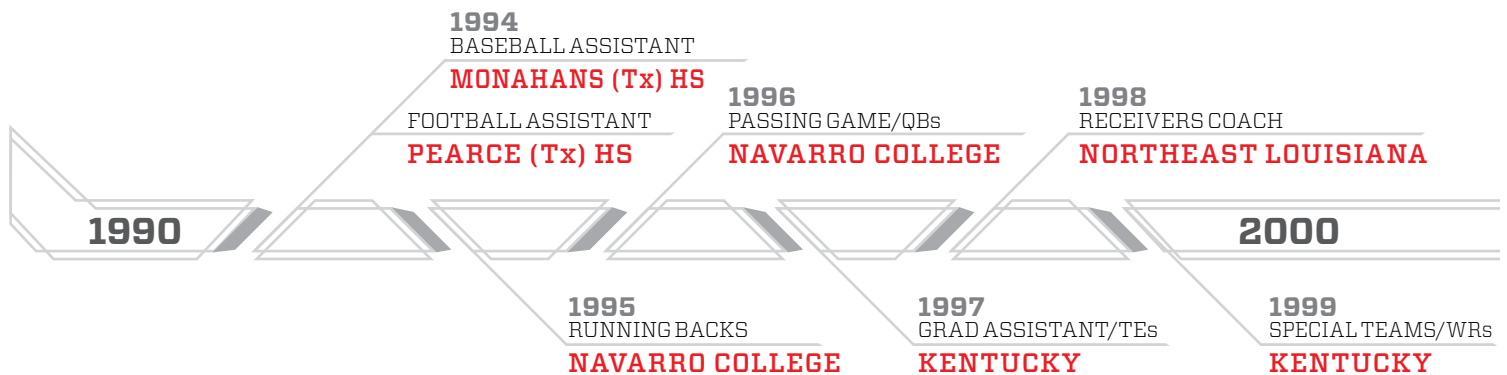 1994
BASEBALL ASSISTANT
MONAHANS (Tx) HS
FOOTBALL ASSISTANT
PEARCE (Tx) HS
1996
PASSING GAME/QBs
NAVARRO COLLEGE
1998
RECEIVERS COACH
NORTHEAST LOUISIANA
1990
2000
1995
RUNNING BACKS
NAVARRO COLLEGE
1997
GRAD ASSISTANT/TEs
KENTUCKY
1999
SPECIAL TEAMS/WRs
KENTUCKY